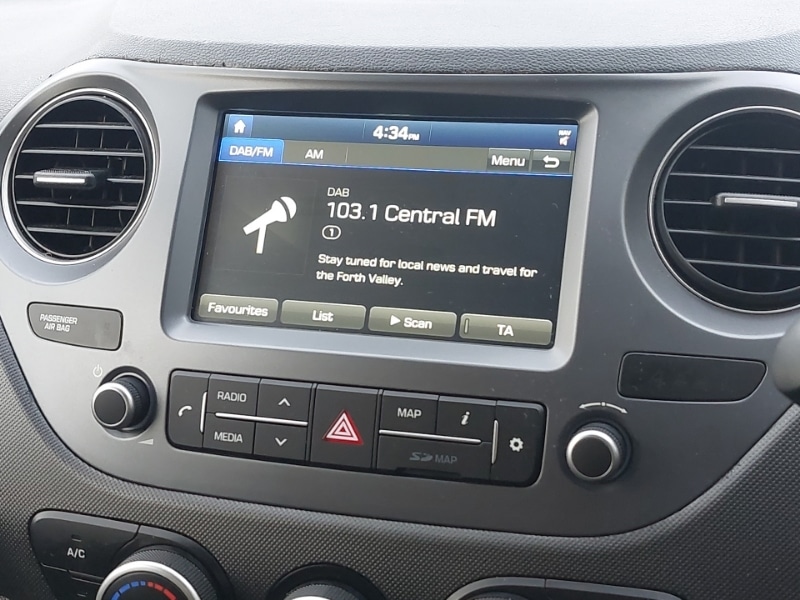 4:34PM
NAV
DAB/FM
AM
Menu
DAB
103.1 Central FM
1
Stay tuned for local news and travel for
the Forth Valley.
Favourites
List
Scan
TA
PASSENGER
AIR BAG
RADIO
MAP
i
MEDIA
SD MAP
A/C